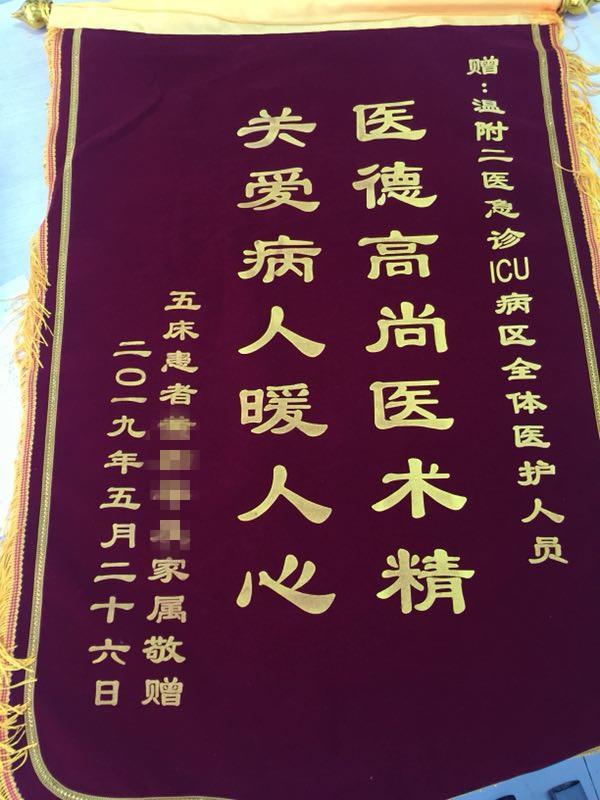 赠：温附二医急诊ICU病区全体医护人员
医德高尚医术精
关爱病人暖人心
五床患者家属敬赠
二〇一九年五月二十六日